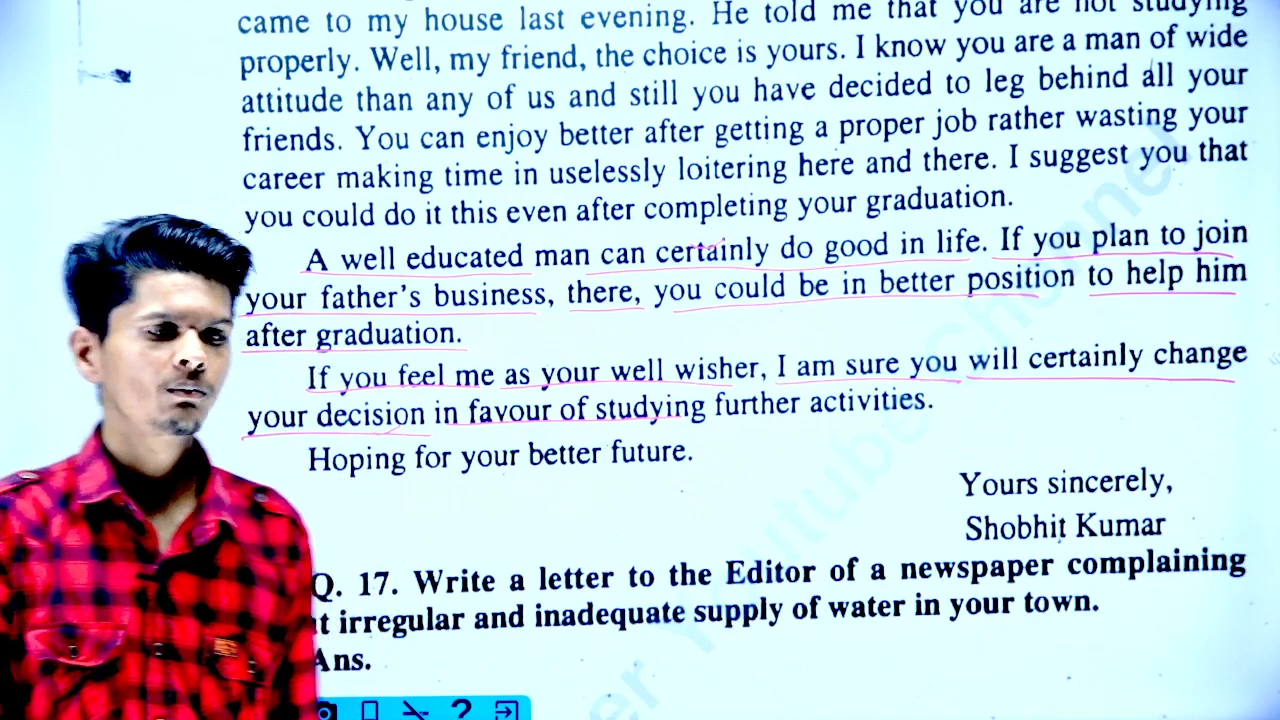 came to my house last evening. He told me that you are not studying
properly. Well, my friend, the choice is yours. I know you are a man of wide
attitude than any of us and still you have decided to leg behind all your
friends. You can enjoy better after getting a proper job rather wasting your
career making time in uselessly loitering here and there. I suggest you that
you could do it this even after completing your graduation.
A well educated man can certainly do good in life. If you plan to join
your father's business, there, you could be in better position to help him
after graduation.
If you feel me as your well wisher, I am sure you will certainly change
your decision in favour of studying further activities.
Hoping for your better future.
Yours sincerely,
Shobhit Kumar
Q. 17. Write a letter to the Editor of a newspaper complaining
irregular and inadequate supply of water in your town.
Ans.